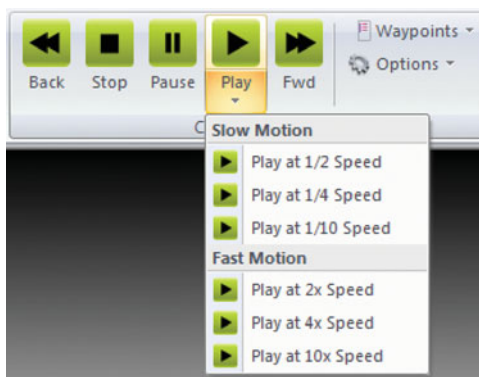 Back Stop Pause Play Fwd
Waypoints
Options
C
Slow Motion
Play at 1/2 Speed
Play at 1/4 Speed
Play at 1/10 Speed
Fast Motion
Play at 2x Speed
Play at 4x Speed
Play at 10x Speed